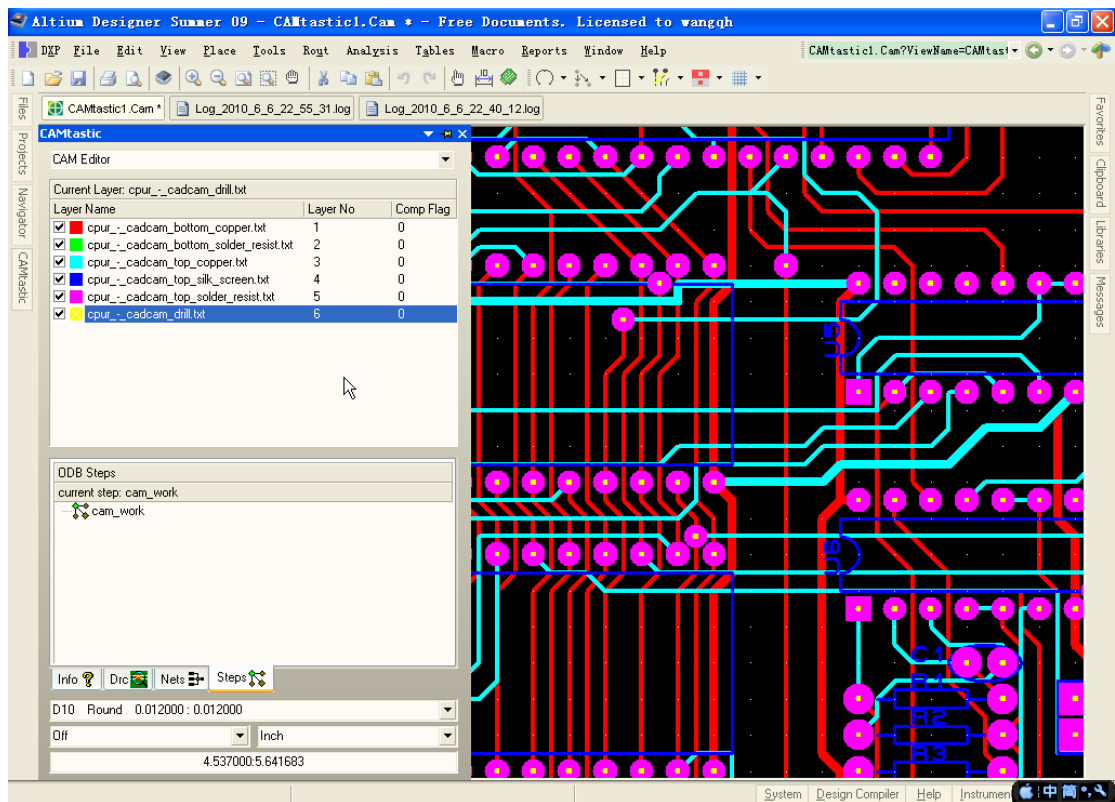 Altium Designer Summer 09 - CAMtastic1.Cam * - Free Documents. Licensed to wangqh
DXP File Edit View Place Tools Rout Analysis Tables Macro Reports Window Help
CAMtastic1.Cam?ViewName=CAMtast
CAMtastic1.Cam *
Log_2010_6_6_22_55_31.log
Log_2010_6_6_22_40_12.log
Files
Projects
Navigator
CAMtastic
CAMtastic
CAM Editor
Current Layer: cpur_-_cadcam_drill.txt
Layer Name Layer No Comp Flag
cpur_-_cadcam_bottom_copper.txt 1 0
cpur_-_cadcam_bottom_solder_resist.txt 2 0
cpur_-_cadcam_top_copper.txt 3 0
cpur_-_cadcam_top_silk_screen.txt 4 0
cpur_-_cadcam_top_solder_resist.txt 5 0
cpur_-_cadcam_drill.txt 6 0
ODB Steps
current step: cam_work
cam_work
Info Drc Nets Steps
D10 Round 0.012000 : 0.012000
Off Inch
4.537000:5.641683
U5
U6
C1
R1
R2
R3
Favorites
Clipboard
Libraries
Messages
System Design Compiler Help Instrumen
中 简